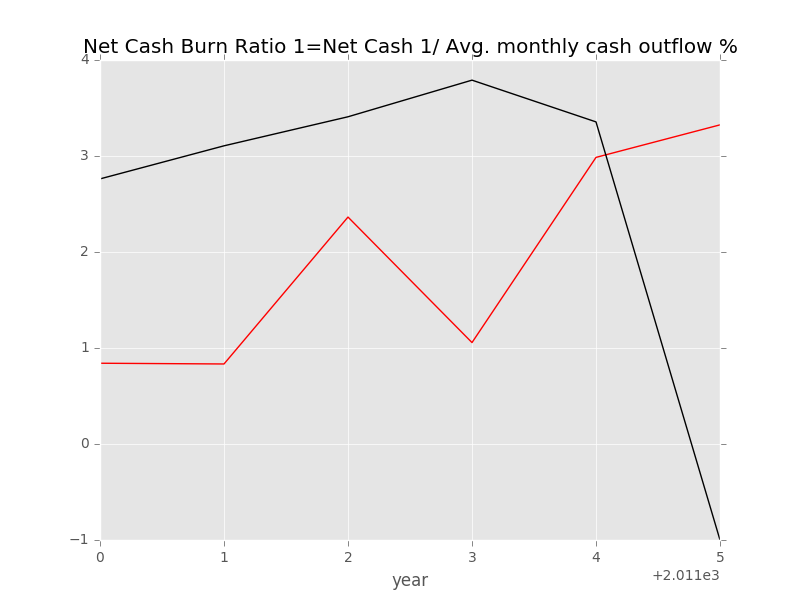 Net Cash Burn Ratio 1=Net Cash 1/ Avg. monthly cash outflow %
4
3
2
1
0
−1
0 1 2 3 4 5
+2.011e3
year